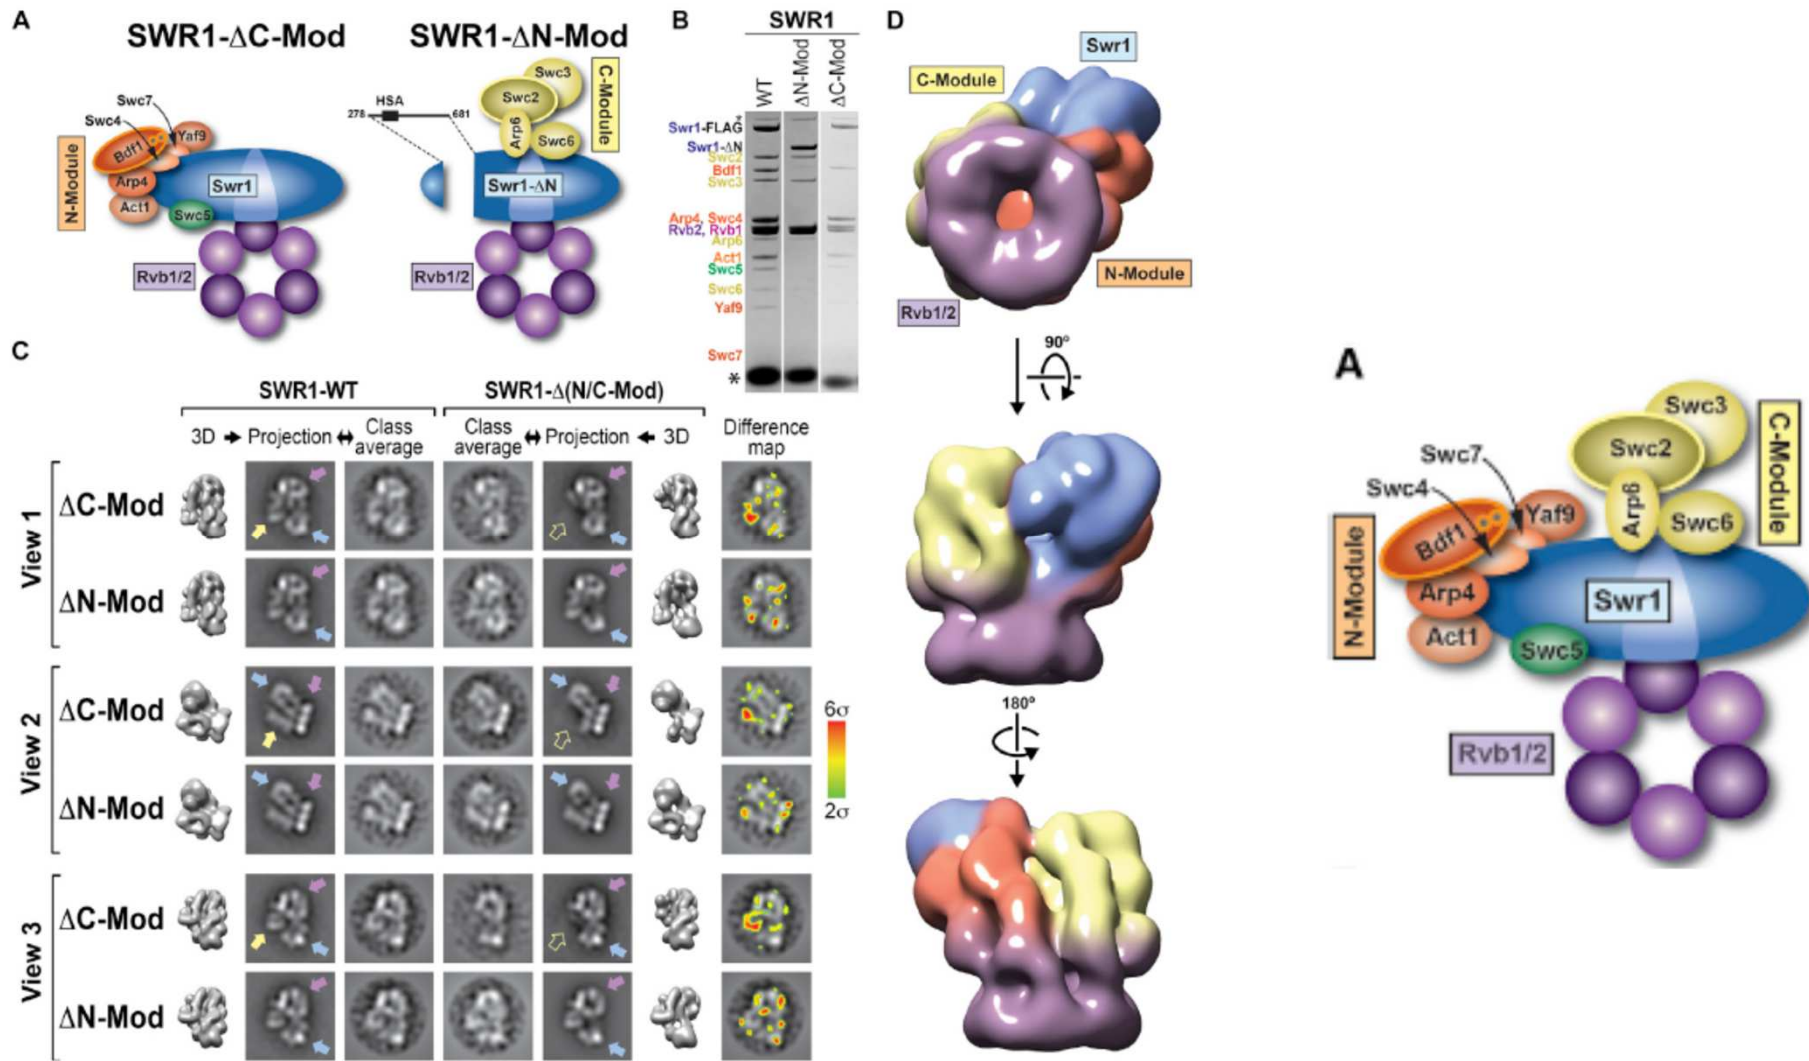 A
SWR1-ΔC-Mod
SWR1-ΔN-Mod
Swc7
Swc4
Bdf1
Yaf9
N-Module
Arp4
Act1
Swr1
Swc5
Rvb1/2
HSA
278
681
Swc3
Swc2
Arp6
Swc6
C-Module
Swr1-ΔN
Rvb1/2
B
SWR1
WT
ΔN-Mod
ΔC-Mod
Swr1-FLAG
Swr1-ΔN
Swc2
Bdf1
Swc3
Arp4, Swc4
Rvb2, Rvb1
Arp6
Act1
Swc5
Swc6
Yaf9
Swc7
*
C
SWR1-WT
SWR1-Δ(N/C-Mod)
3D Projection Class average
Class average Projection 3D
Difference map
View 1
ΔC-Mod
ΔN-Mod
View 2
ΔC-Mod
ΔN-Mod
View 3
ΔC-Mod
ΔN-Mod
6σ
2σ
D
Swr1
C-Module
N-Module
Rvb1/2
90°
180°
A
Swc3
Swc2
Swc7
Swc4
Arp6
Swc6
C-Module
Yaf9
Bdf1
N-Module
Arp4
Act1
Swr1
Swc5
Rvb1/2